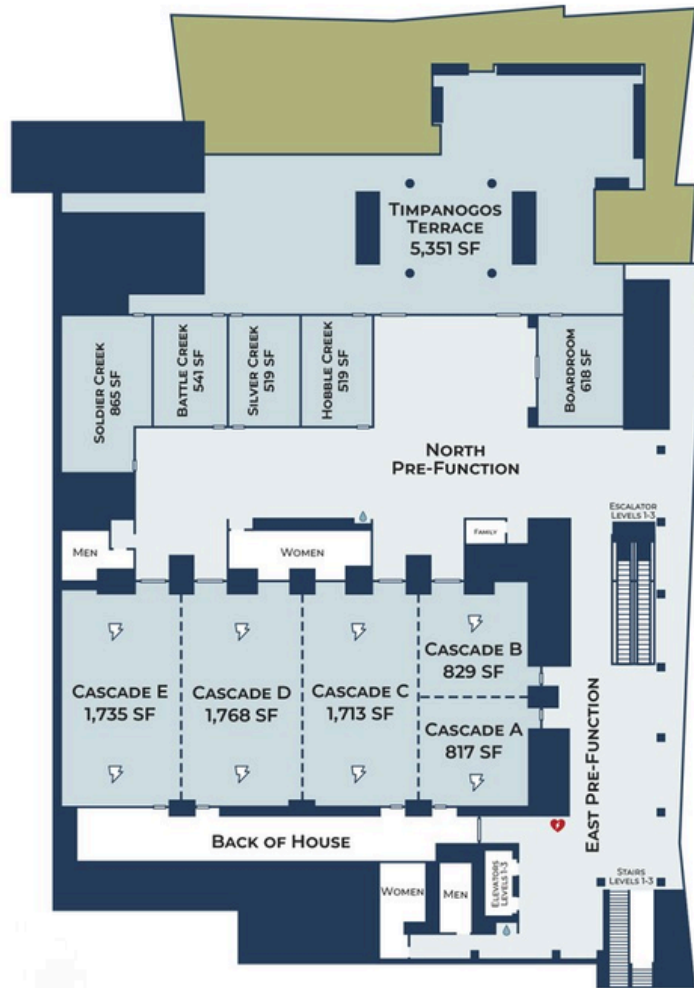 TIMPANOGOS
TERRACE
5,351 SF
SOLDIER CREEK
865 SF
BATTLE CREEK
541 SF
SILVER CREEK
519 SF
HOBBLE CREEK
519 SF
BOARDROOM
618 SF
NORTH
PRE-FUNCTION
ESCALATOR
LEVELS 1-3
MEN
WOMEN
FAMILY
CASCADE E
1,735 SF
CASCADE D
1,768 SF
CASCADE C
1,713 SF
CASCADE B
829 SF
CASCADE A
817 SF
EAST PRE-FUNCTION
BACK OF HOUSE
WOMEN
MEN
ELEVATORS
LEVELS 1-3
STAIRS
LEVELS 1-3